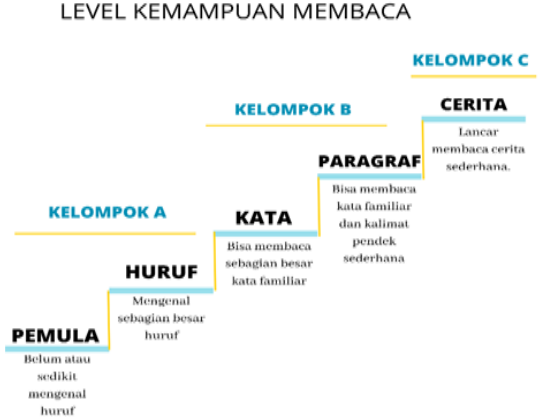 LEVEL KEMAMPUAN MEMBACA
KELOMPOK A
PEMULA
Belum atau
sedikit
mengenal
huruf
HURUF
Mengenal
sebagian besar
huruf
KELOMPOK B
KATA
Bisa membaca
sebagian besar
kata familiar
PARAGRAF
Bisa membaca
kata familiar
dan kalimat
pendek
sederhana
KELOMPOK C
CERITA
Lancar
membaca cerita
sederhana.